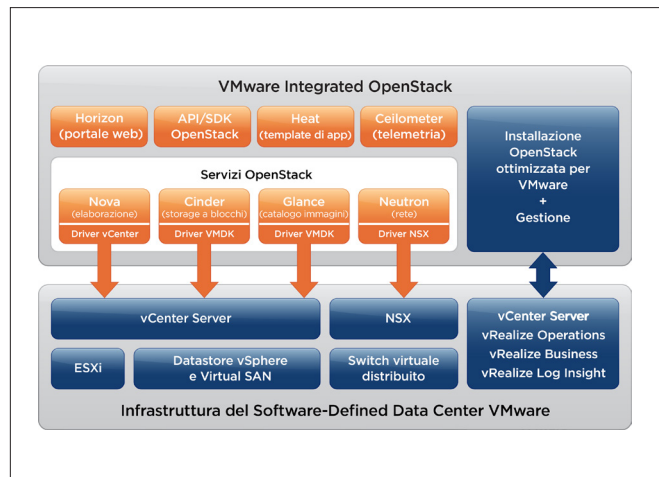 VMware Integrated OpenStack
Horizon
(portale web)
API/SDK
OpenStack
Heat
(template di app)
Ceilometer
(telemetria)
Installazione
OpenStack
ottimizzata per
VMware
+
Gestione
Servizi OpenStack
Nova
(elaborazione)
Driver vCenter
Cinder
(storage a blocchi)
Driver VMDK
Glance
(catalogo immagini)
Driver VMDK
Neutron
(rete)
Driver NSX
vCenter Server
NSX
vCenter Server
vRealize Operations
vRealize Business
vRealize Log Insight
ESXi
Datastore vSphere
e Virtual SAN
Switch virtuale
distribuito
Infrastruttura del Software-Defined Data Center VMware